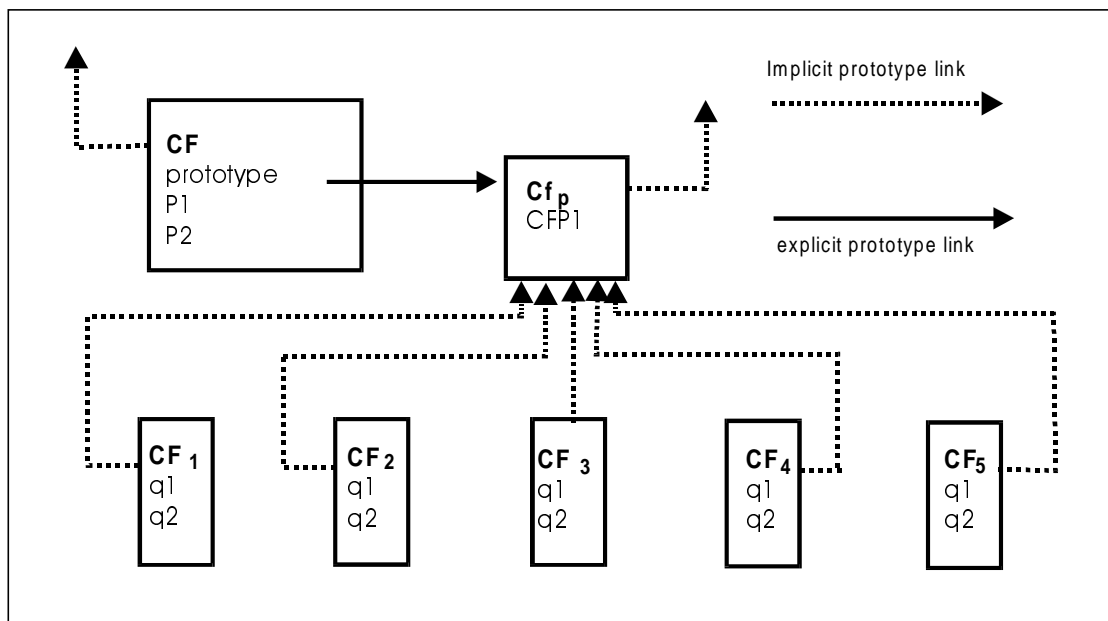 Implicit prototype link
CF
prototype
P1
P2
Cfp
CFP1
explicit prototype link
CF 1
q1
q2
CF2
q1
q2
CF 3
q1
q2
CF4
q1
q2
CF5
q1
q2